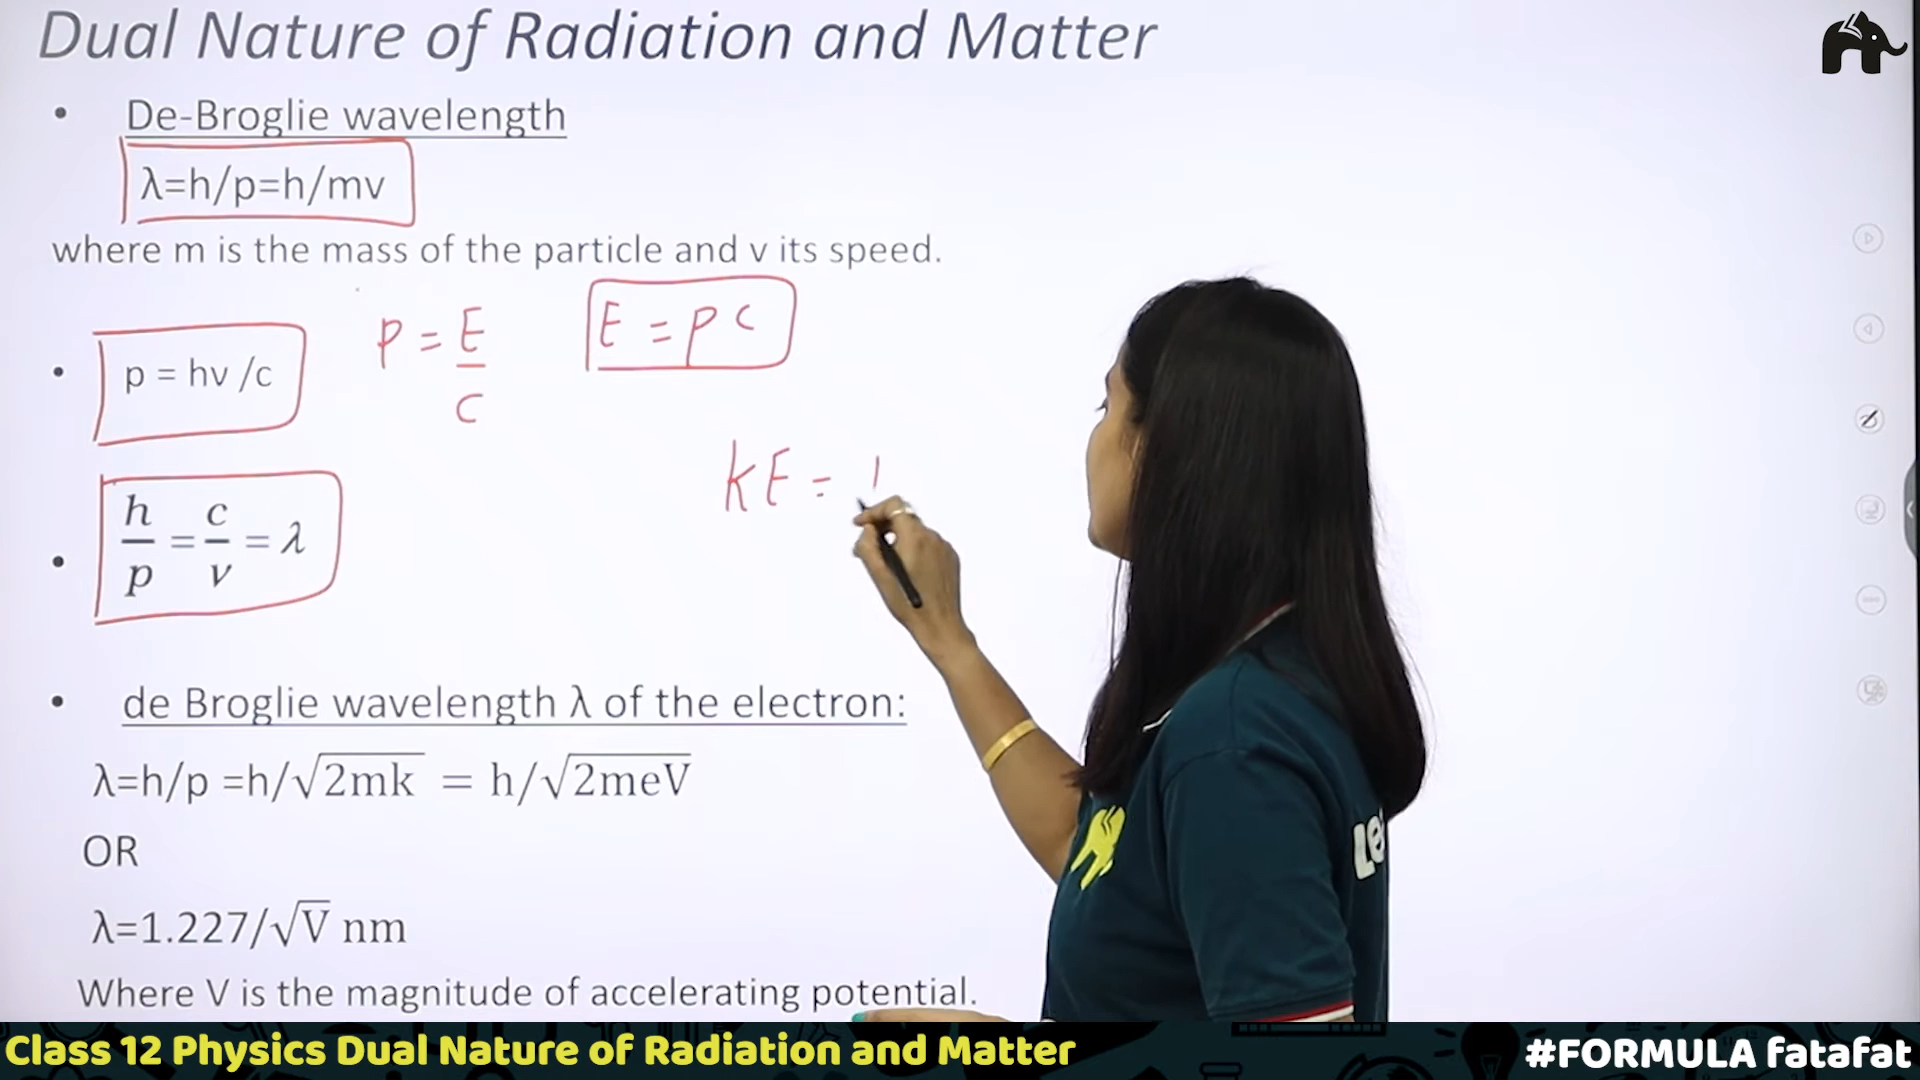 Dual Nature of Radiation and Matter
• De-Broglie wavelength
λ=h/p=h/mv
where m is the mass of the particle and v its speed.
• p = hν /c
P = E/C
E = PC
• h/p = c/ν = λ
KE = 1
• de Broglie wavelength λ of the electron:
λ=h/p =h/√2mk = h/√2meV
OR
λ=1.227/√V nm
Where V is the magnitude of accelerating potential.
Class 12 Physics Dual Nature of Radiation and Matter
#FORMULA fatafat